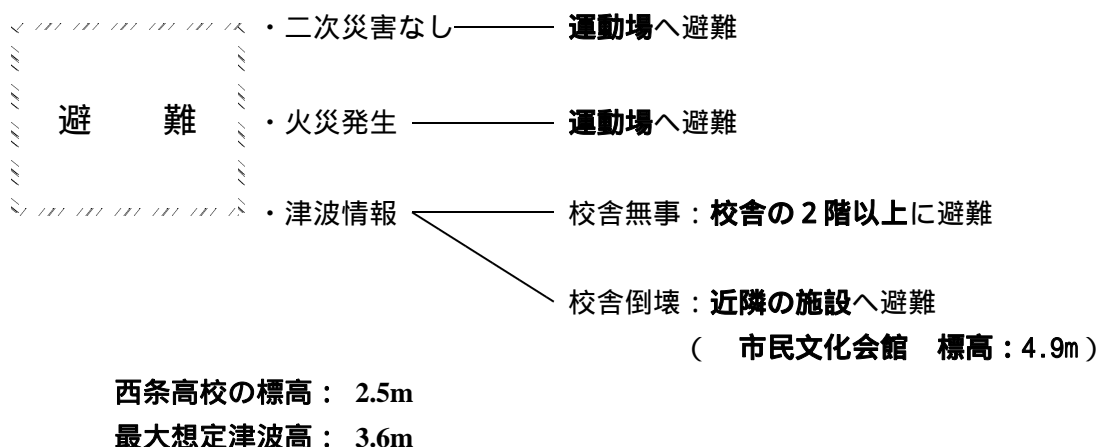 ・二次災害なし 運動場へ避難
避 難 ・火災発生 運動場へ避難
・津波情報 校舎無事：校舎の２階以上に避難
校舎倒壊：近隣の施設へ避難
（ 市民文化会館 標高：4.9m）
西条高校の標高： 2.5m
最大想定津波高： 3.6m